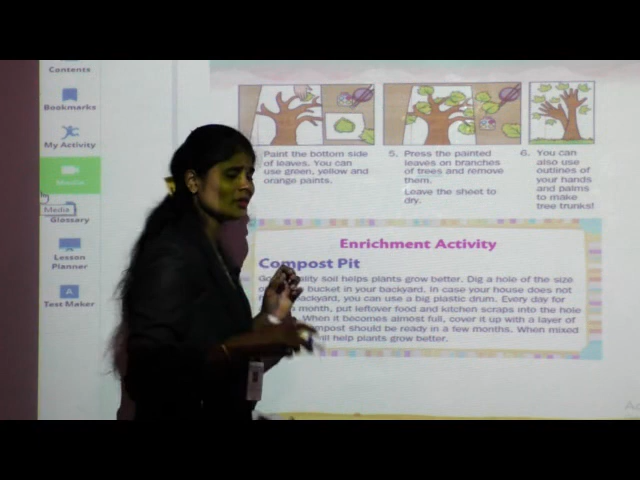 Contents
Bookmarks
My Activity
Media
Media
Glossary
Lesson
Planner
Test Maker
Paint the bottom side
of leaves. You can
use green, yellow and
orange paints.
5. Press the painted
leaves on branches
of trees and remove
them.
Leave the sheet to
dry.
6. You can
also use
outlines of
your hands
and palms
to make
tree trunks!
Enrichment Activity
Compost Pit
quality soil helps plants grow better. Dig a hole of the size
bucket in your backyard. In case your house does not
backyard, you can use a big plastic drum. Every day for
month, put leftover food and kitchen scraps into the hole
When it becomes almost full, cover it up with a layer of
compost should be ready in a few months. When mixed
help plants grow better.